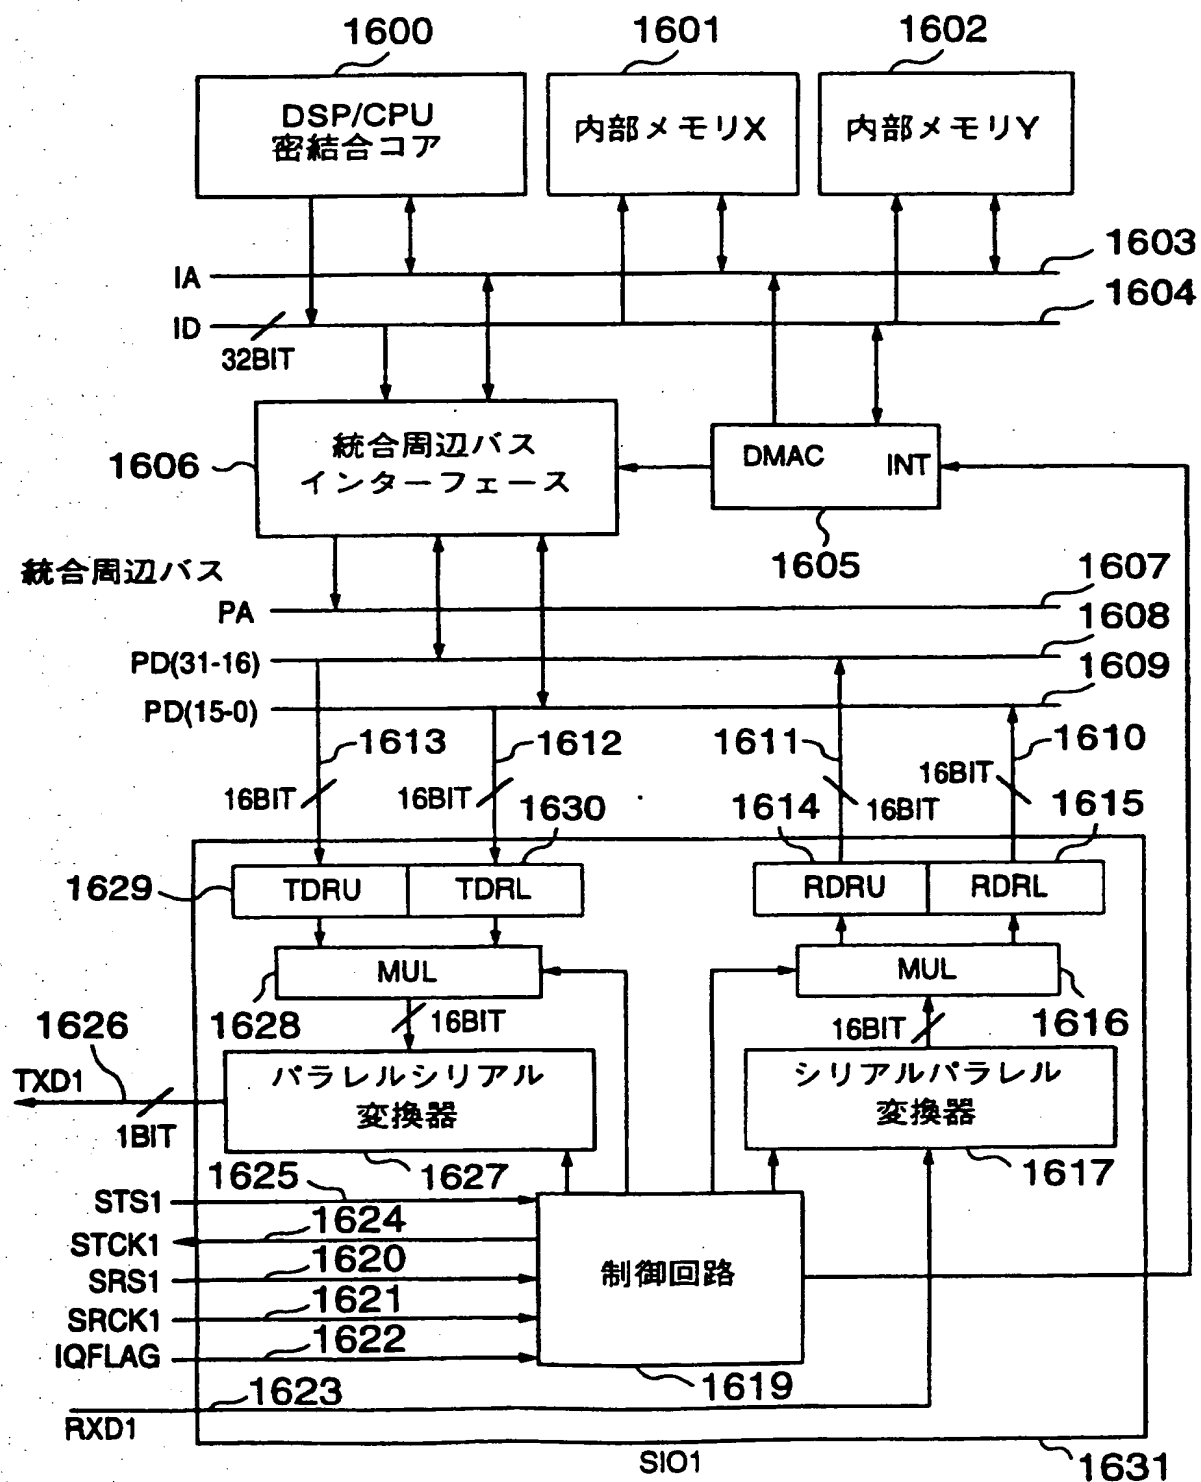 1600
1601
1602
DSP/CPU
密結合コア
内部メモリX
内部メモリY
1603
IA
1604
ID
32BIT
統合周辺バス
インターフェース
1606
DMAC
INT
1605
統合周辺バス
1607
PA
1608
PD(31-16)
1609
PD(15-0)
1613
1612
1611
1610
16BIT
16BIT
16BIT
16BIT
1630
1614
1615
1629
TDRU
TDRL
RDRU
RDRL
MUL
MUL
1628
16BIT
16BIT
1616
1626
TXD1
1BIT
パラレルシリアル
変換器
シリアルパラレル
変換器
1625
1627
1617
STS1
1624
STCK1
1620
SRS1
1621
SRCK1
1622
IQFLAG
制御回路
1619
1623
RXD1
SIO1
1631